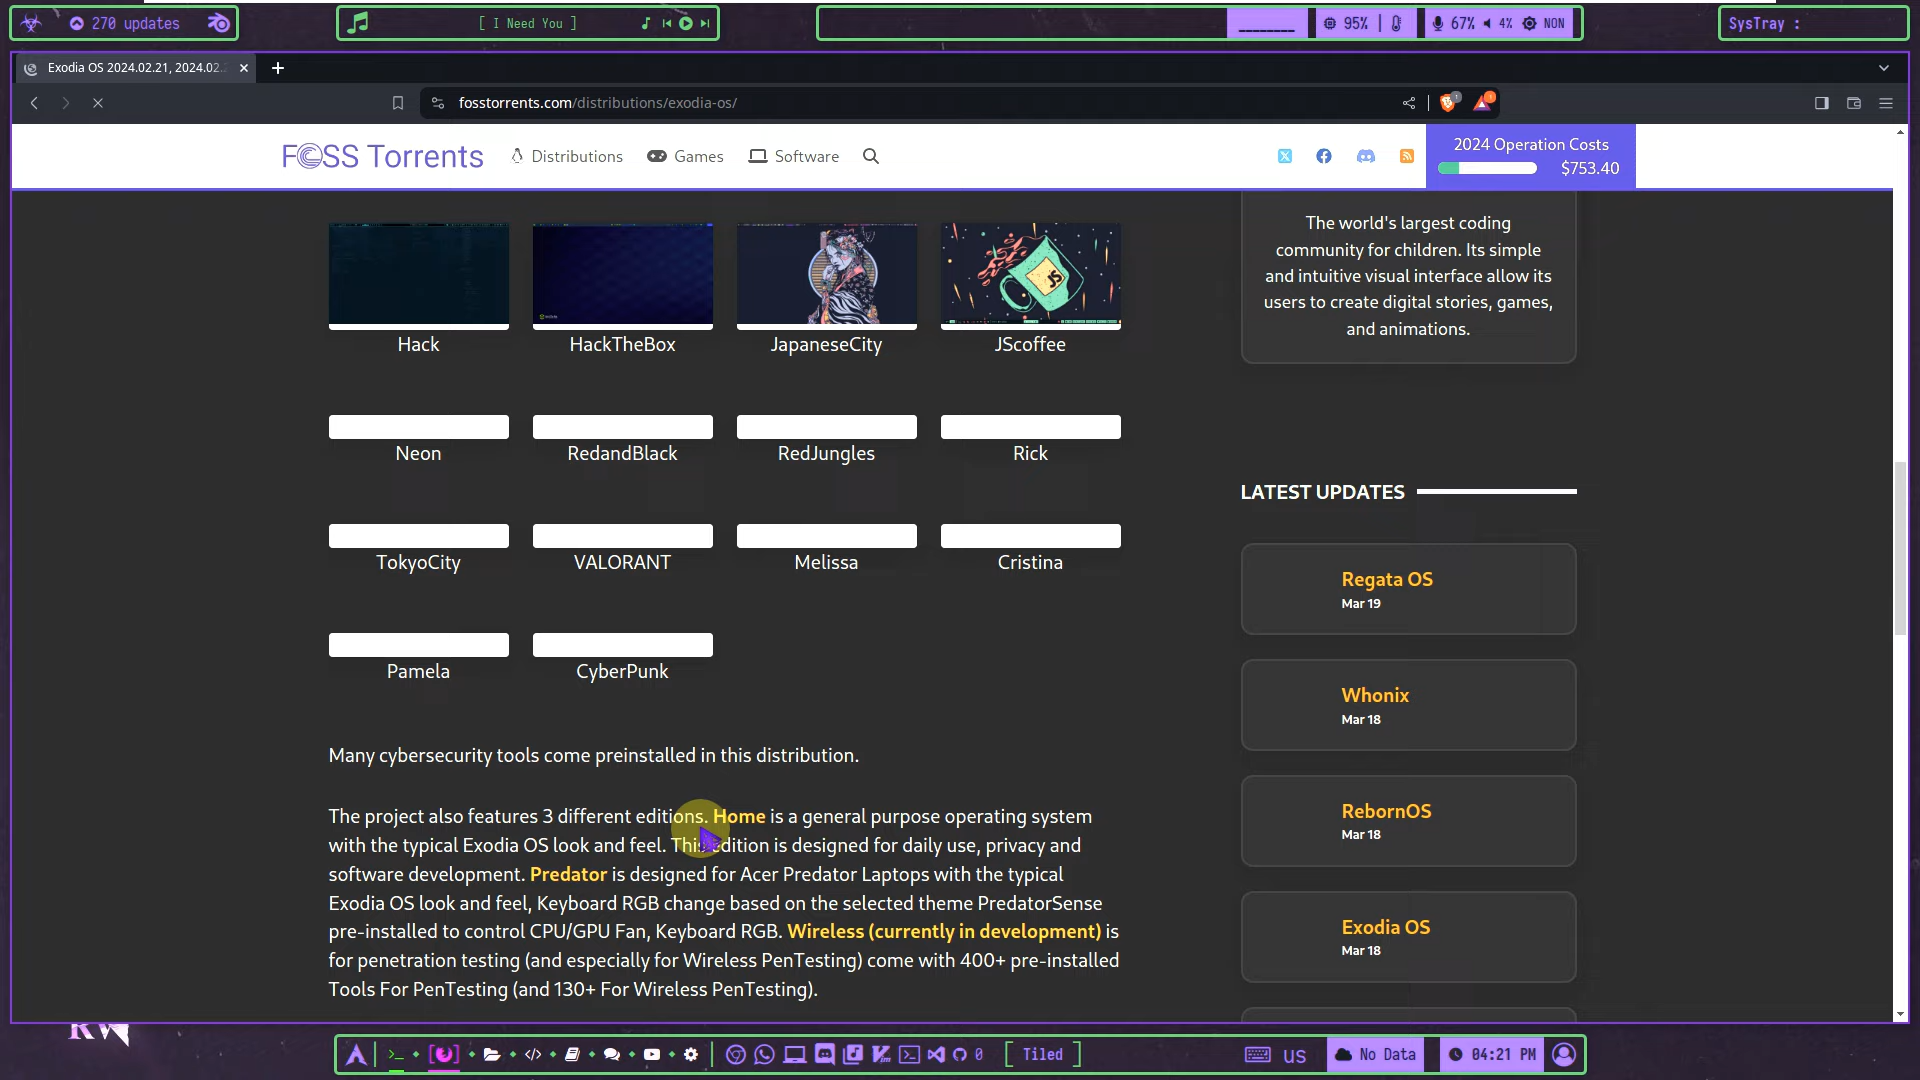 270 updates
[ I Need You ]
95%
67%
4%
NON
SysTray :
Exodia OS 2024.02.21, 2024.02.
fosstorrents.com/distributions/exodia-os/
FOSS Torrents
Distributions
Games
Software
2024 Operation Costs
$753.40
Hack
HackTheBox
JapaneseCity
JScoffee
JS
Neon
RedandBlack
RedJungles
Rick
TokyoCity
VALORANT
Melissa
Cristina
Pamela
CyberPunk
Many cybersecurity tools come preinstalled in this distribution.
The project also features 3 different editions. Home is a general purpose operating system
with the typical Exodia OS look and feel. This edition is designed for daily use, privacy and
software development. Predator is designed for Acer Predator Laptops with the typical
Exodia OS look and feel, Keyboard RGB change based on the selected theme PredatorSense
pre-installed to control CPU/GPU Fan, Keyboard RGB. Wireless (currently in development) is
for penetration testing (and especially for Wireless PenTesting) come with 400+ pre-installed
Tools For PenTesting (and 130+ For Wireless PenTesting).
The world's largest coding
community for children. Its simple
and intuitive visual interface allow its
users to create digital stories, games,
and animations.
LATEST UPDATES
Regata OS
Mar 19
Whonix
Mar 18
RebornOS
Mar 18
Exodia OS
Mar 18
0
[ Tiled ]
us
No Data
04:21 PM